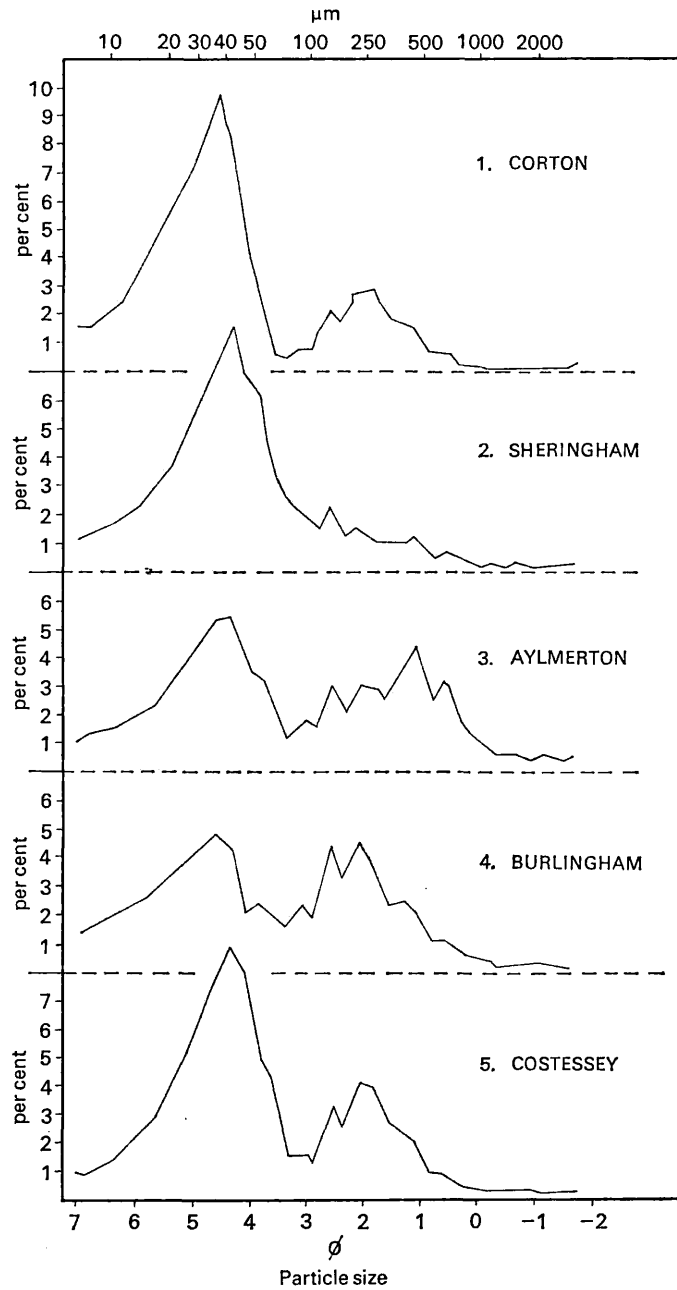 µm
10 20 30 40 50 100 250 500 1000 2000
10
9
8
7
6
5
4
3
2
1
per cent
1. CORTON
6
5
4
3
2
1
per cent
2. SHERINGHAM
6
5
4
3
2
1
per cent
3. AYLMERTON
6
5
4
3
2
1
per cent
4. BURLINGHAM
7
6
5
4
3
2
1
per cent
5. COSTESSEY
7 6 5 4 3 2 1 0 −1 −2
ø
Particle size